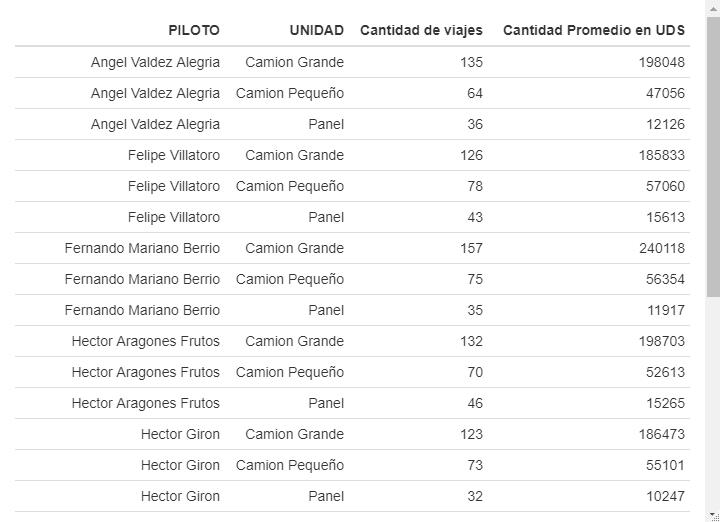 PILOTO UNIDAD Cantidad de viajes Cantidad Promedio en UDS
Angel Valdez Alegria Camion Grande 135 198048
Angel Valdez Alegria Camion Pequeño 64 47056
Angel Valdez Alegria Panel 36 12126
Felipe Villatoro Camion Grande 126 185833
Felipe Villatoro Camion Pequeño 78 57060
Felipe Villatoro Panel 43 15613
Fernando Mariano Berrio Camion Grande 157 240118
Fernando Mariano Berrio Camion Pequeño 75 56354
Fernando Mariano Berrio Panel 35 11917
Hector Aragones Frutos Camion Grande 132 198703
Hector Aragones Frutos Camion Pequeño 70 52613
Hector Aragones Frutos Panel 46 15265
Hector Giron Camion Grande 123 186473
Hector Giron Camion Pequeño 73 55101
Hector Giron Panel 32 10247